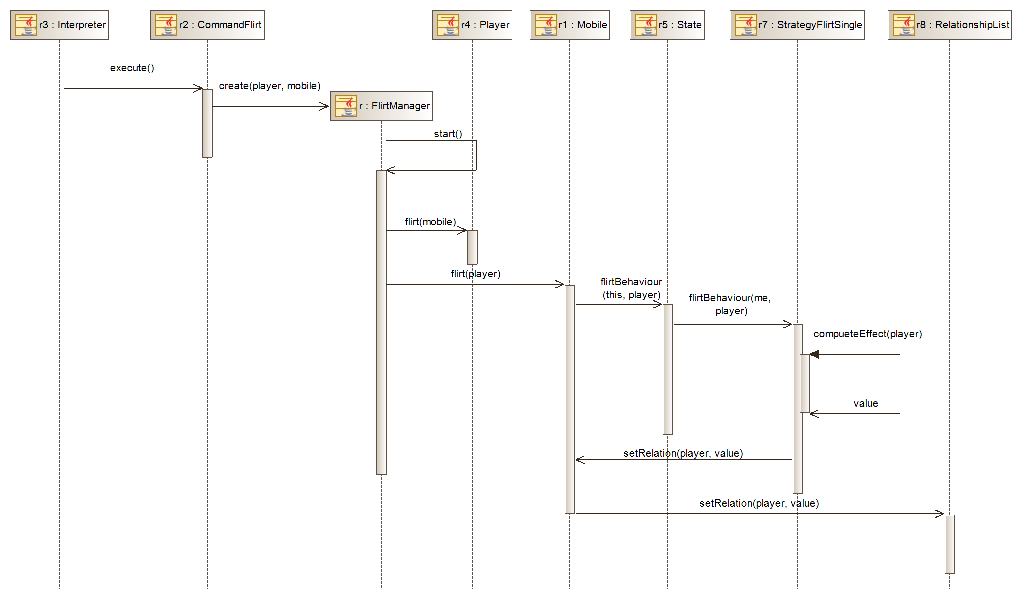 r3 : Interpreter
r2 : CommandFlirt
r4 : Player
r1 : Mobile
r5 : State
r7 : StrategyFlirtSingle
r8 : RelationshipList
execute()
create(player, mobile)
r : FlirtManager
start()
flirt(mobile)
flirt(player)
flirtBehaviour
(this, player)
flirtBehaviour(me,
player)
compueteEffect(player)
value
setRelation(player, value)
setRelation(player, value)